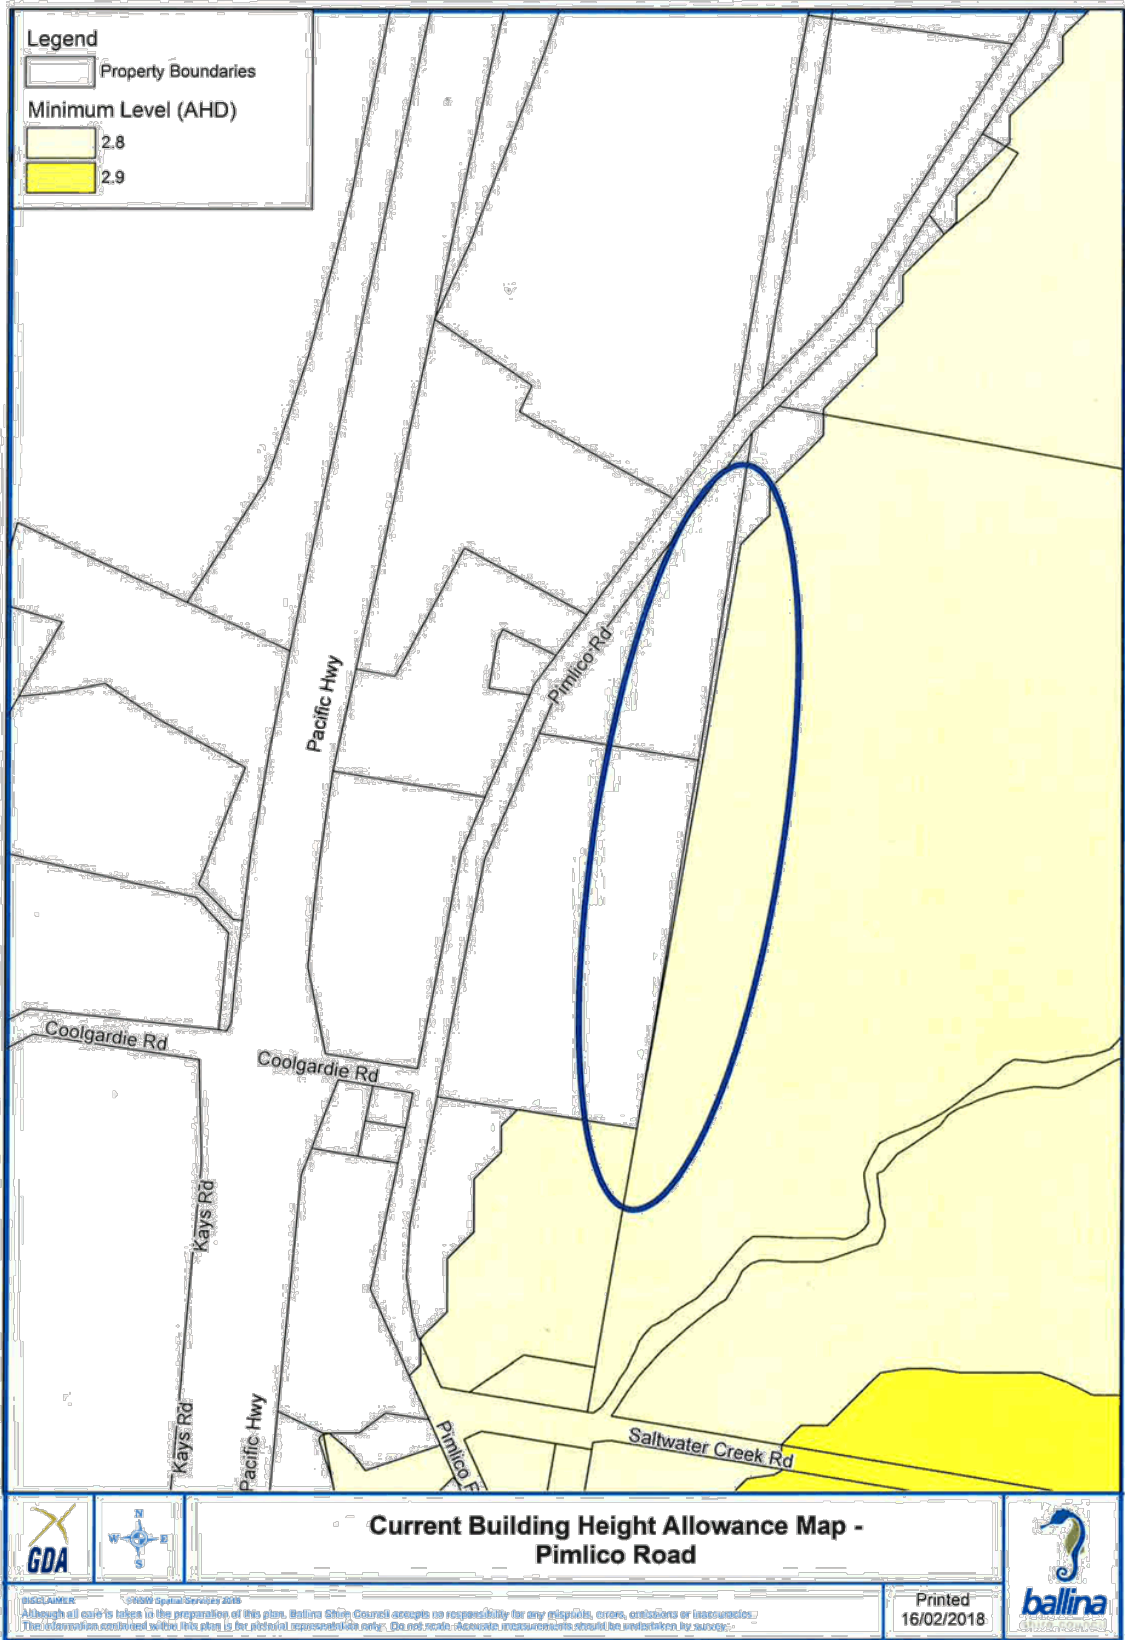 Legend
Property Boundaries
Minimum Level (AHD)
2.8
2.9
Pimlico Rd
Pacific Hwy
Coolgardie Rd
Coolgardie Rd
Kays Rd
Kays Rd
Pacific Hwy
Pimlico R
Saltwater Creek Rd
GDA
N
W E
S
Current Building Height Allowance Map -
Pimlico Road
ballina
DISCLAIMER © NSW Spatial Services 2018
Although all care is taken in the preparation of this plan, Ballina Shire Council accepts no responsibility for any misprints, errors, omissions or inaccuracies.
The information contained within this plan is for pictorial representation only. Do not scale. Accurate measurements should be undertaken by survey.
Printed
16/02/2018